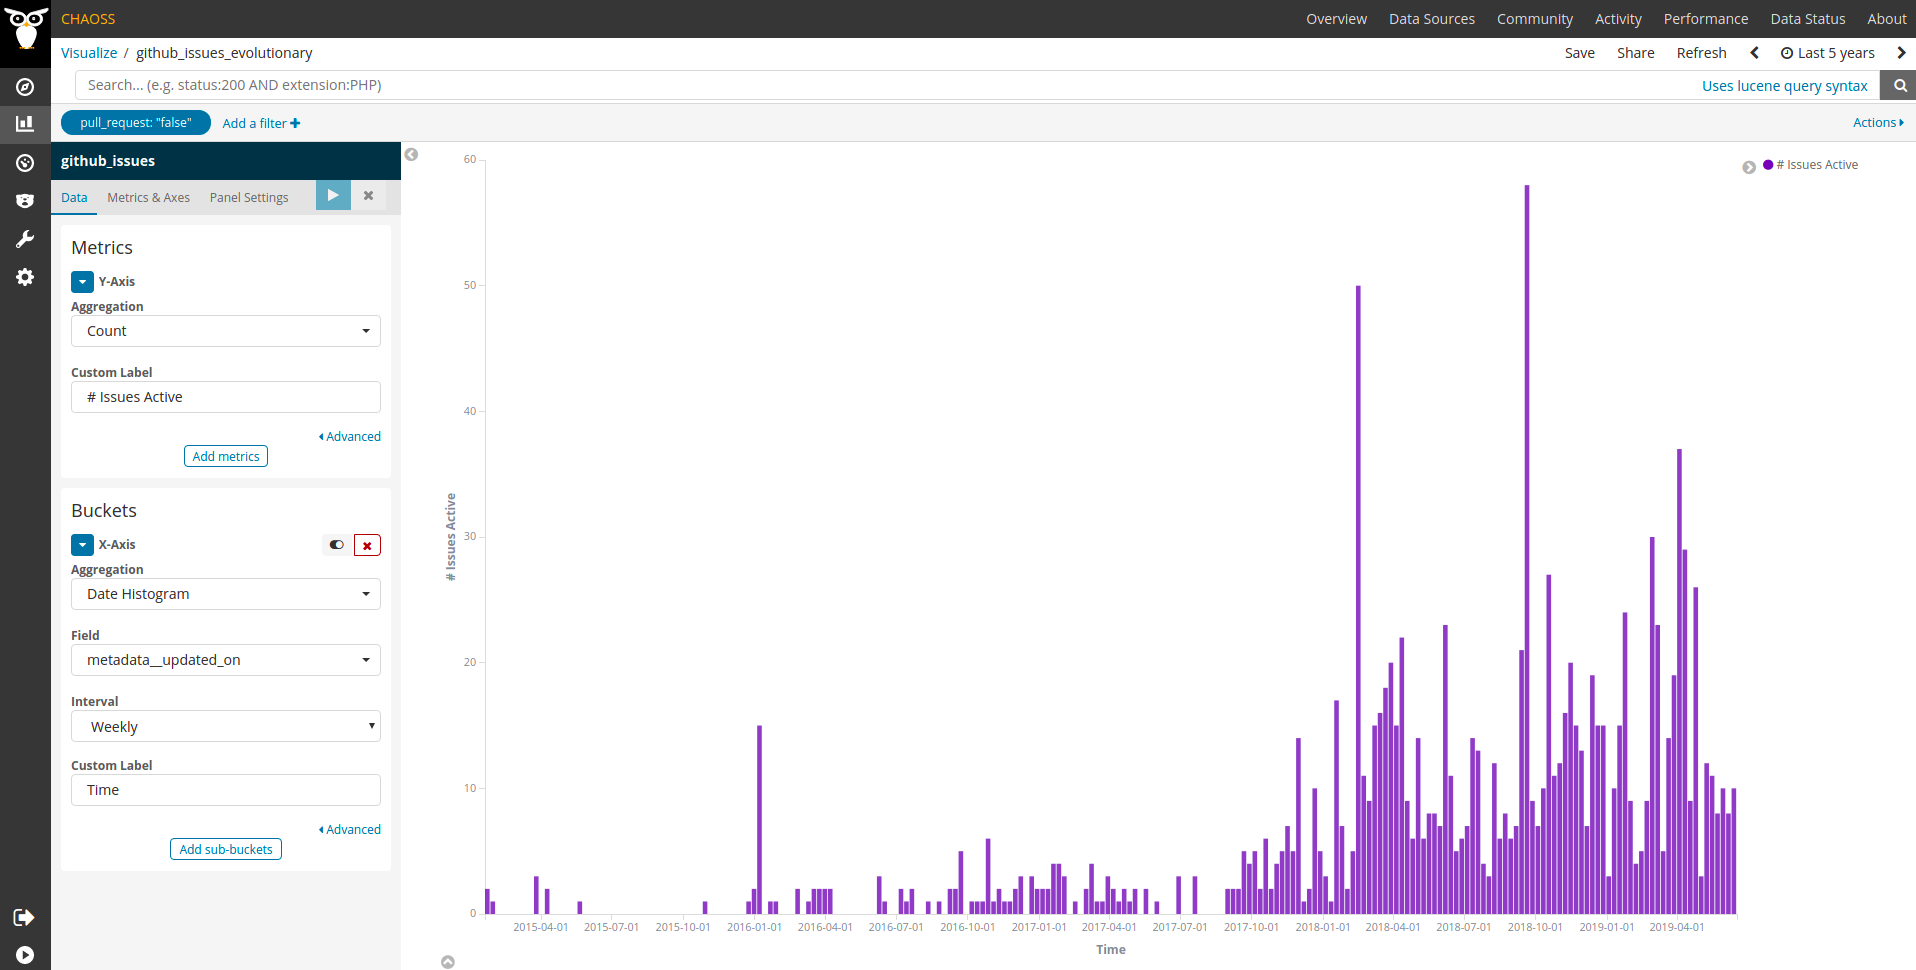 CHAOSS Overview Data Sources Community Activity Performance Data Status About
Visualize / github_issues_evolutionary Save Share Refresh Last 5 years
Search... (e.g. status:200 AND extension:PHP) Uses lucene query syntax
pull_request: "false" Add a filter + Actions
github_issues
Data Metrics & Axes Panel Settings
Metrics
Y-Axis
Aggregation
Count
Custom Label
# Issues Active
Advanced
Add metrics
Buckets
X-Axis
Aggregation
Date Histogram
Field
metadata__updated_on
Interval
Weekly
Custom Label
Time
Advanced
Add sub-buckets
# Issues Active
60
50
40
30
20
10
0
# Issues Active
2015-04-01 2015-07-01 2015-10-01 2016-01-01 2016-04-01 2016-07-01 2016-10-01 2017-01-01 2017-04-01 2017-07-01 2017-10-01 2018-01-01 2018-04-01 2018-07-01 2018-10-01 2019-01-01 2019-04-01
Time